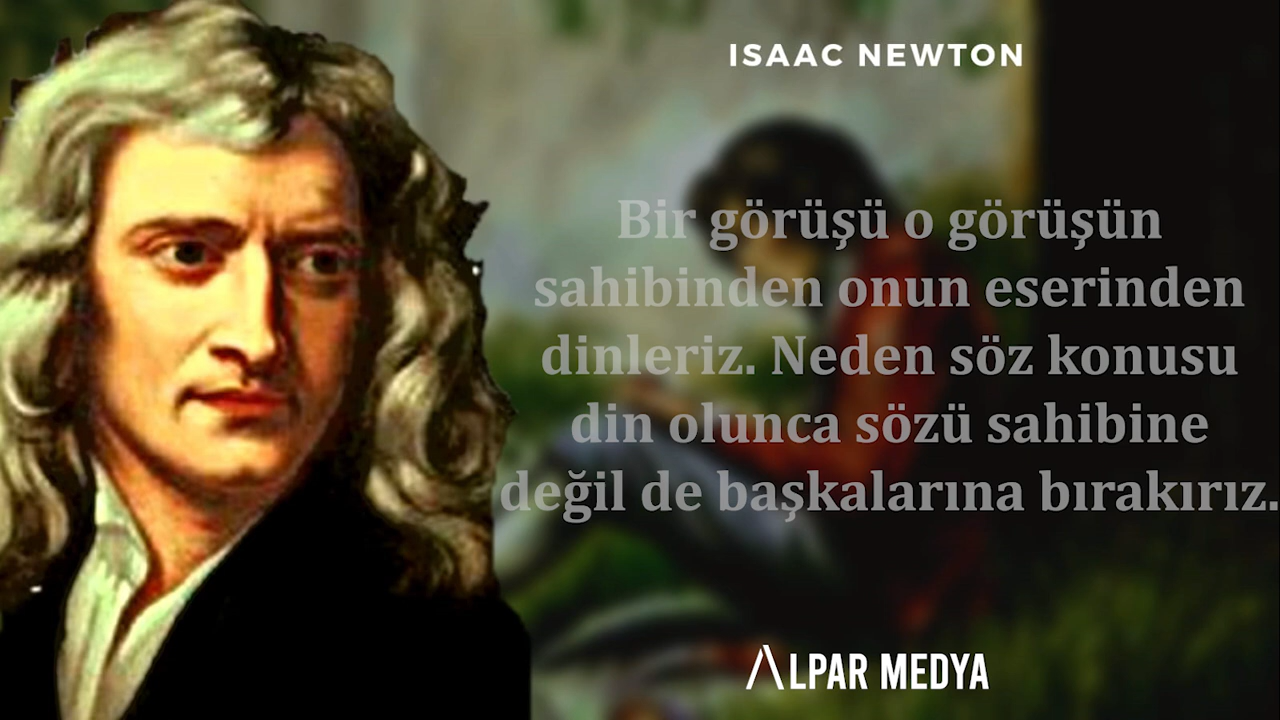 ISAAC NEWTON
Bir görüşü o görüşün
sahibinden onun eserinden
dinleriz. Neden söz konusu
din olunca sözü sahibine
değil de başkalarına bırakırız.
ALPAR MEDYA